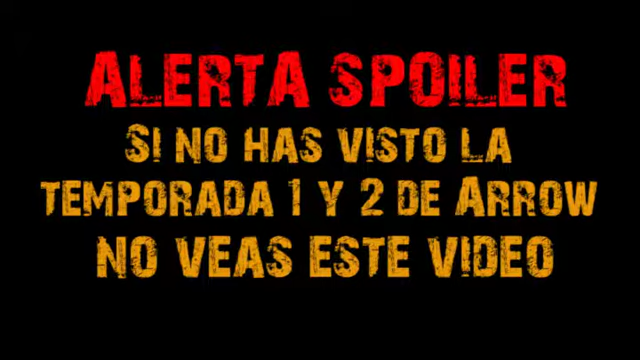 ALERTA SPOILER
SI NO HAS VISTO LA
TEMPORADA 1 Y 2 DE ARROW
NO VEAS ESTE VIDEO